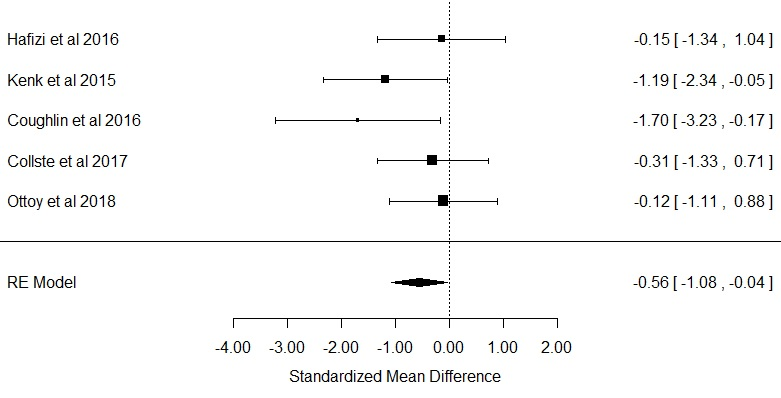 Hafizi et al 2016 -0.15 [ -1.34 , 1.04 ]
Kenk et al 2015 -1.19 [ -2.34 , -0.05 ]
Coughlin et al 2016 -1.70 [ -3.23 , -0.17 ]
Collste et al 2017 -0.31 [ -1.33 , 0.71 ]
Ottoy et al 2018 -0.12 [ -1.11 , 0.88 ]
RE Model -0.56 [ -1.08 , -0.04 ]
-4.00 -3.00 -2.00 -1.00 0.00 1.00 2.00
Standardized Mean Difference